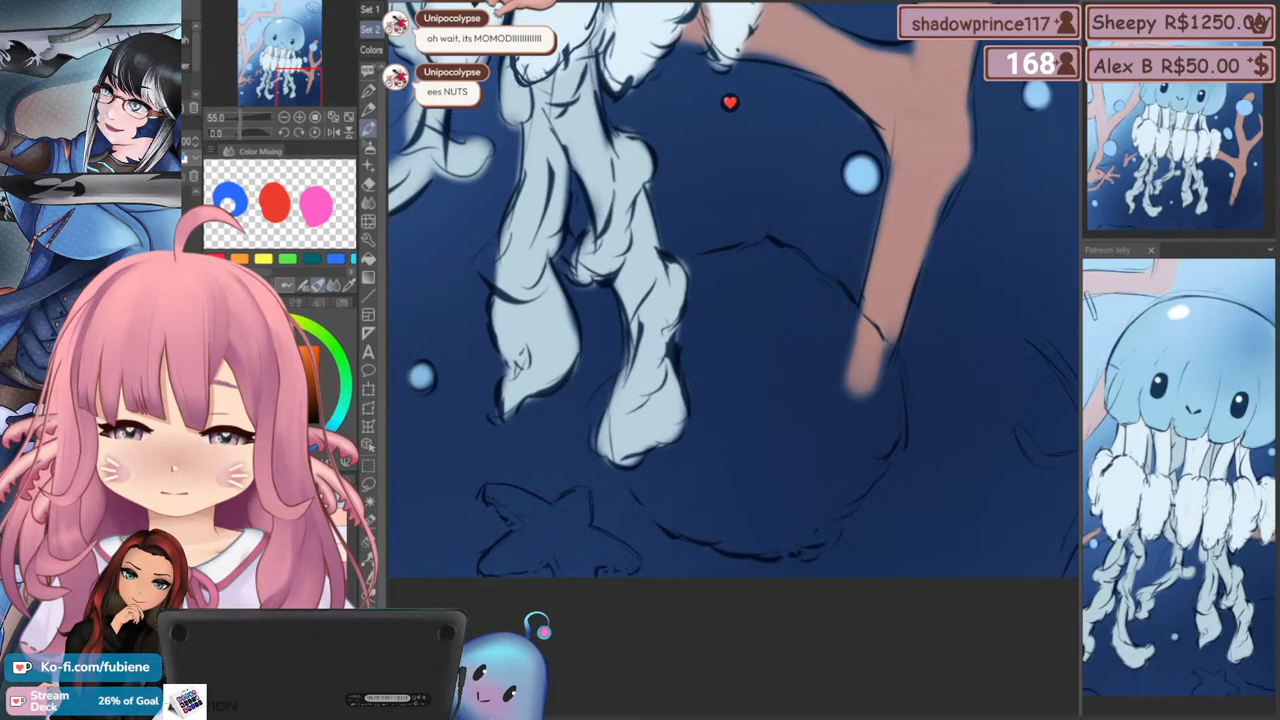 Set 1
Set 2
Colors
Unipocolypse
oh wait, its MOMODIIIIIIIIIIII
Unipocolypse
ees NUTS
shadowprince117
168
Sheepy R$1250.00
Alex B R$50.00
55.0
0.0
Color Mixing
Patreon Jelly
Ko-fi.com/fubiene
Stream
Deck
26% of Goal